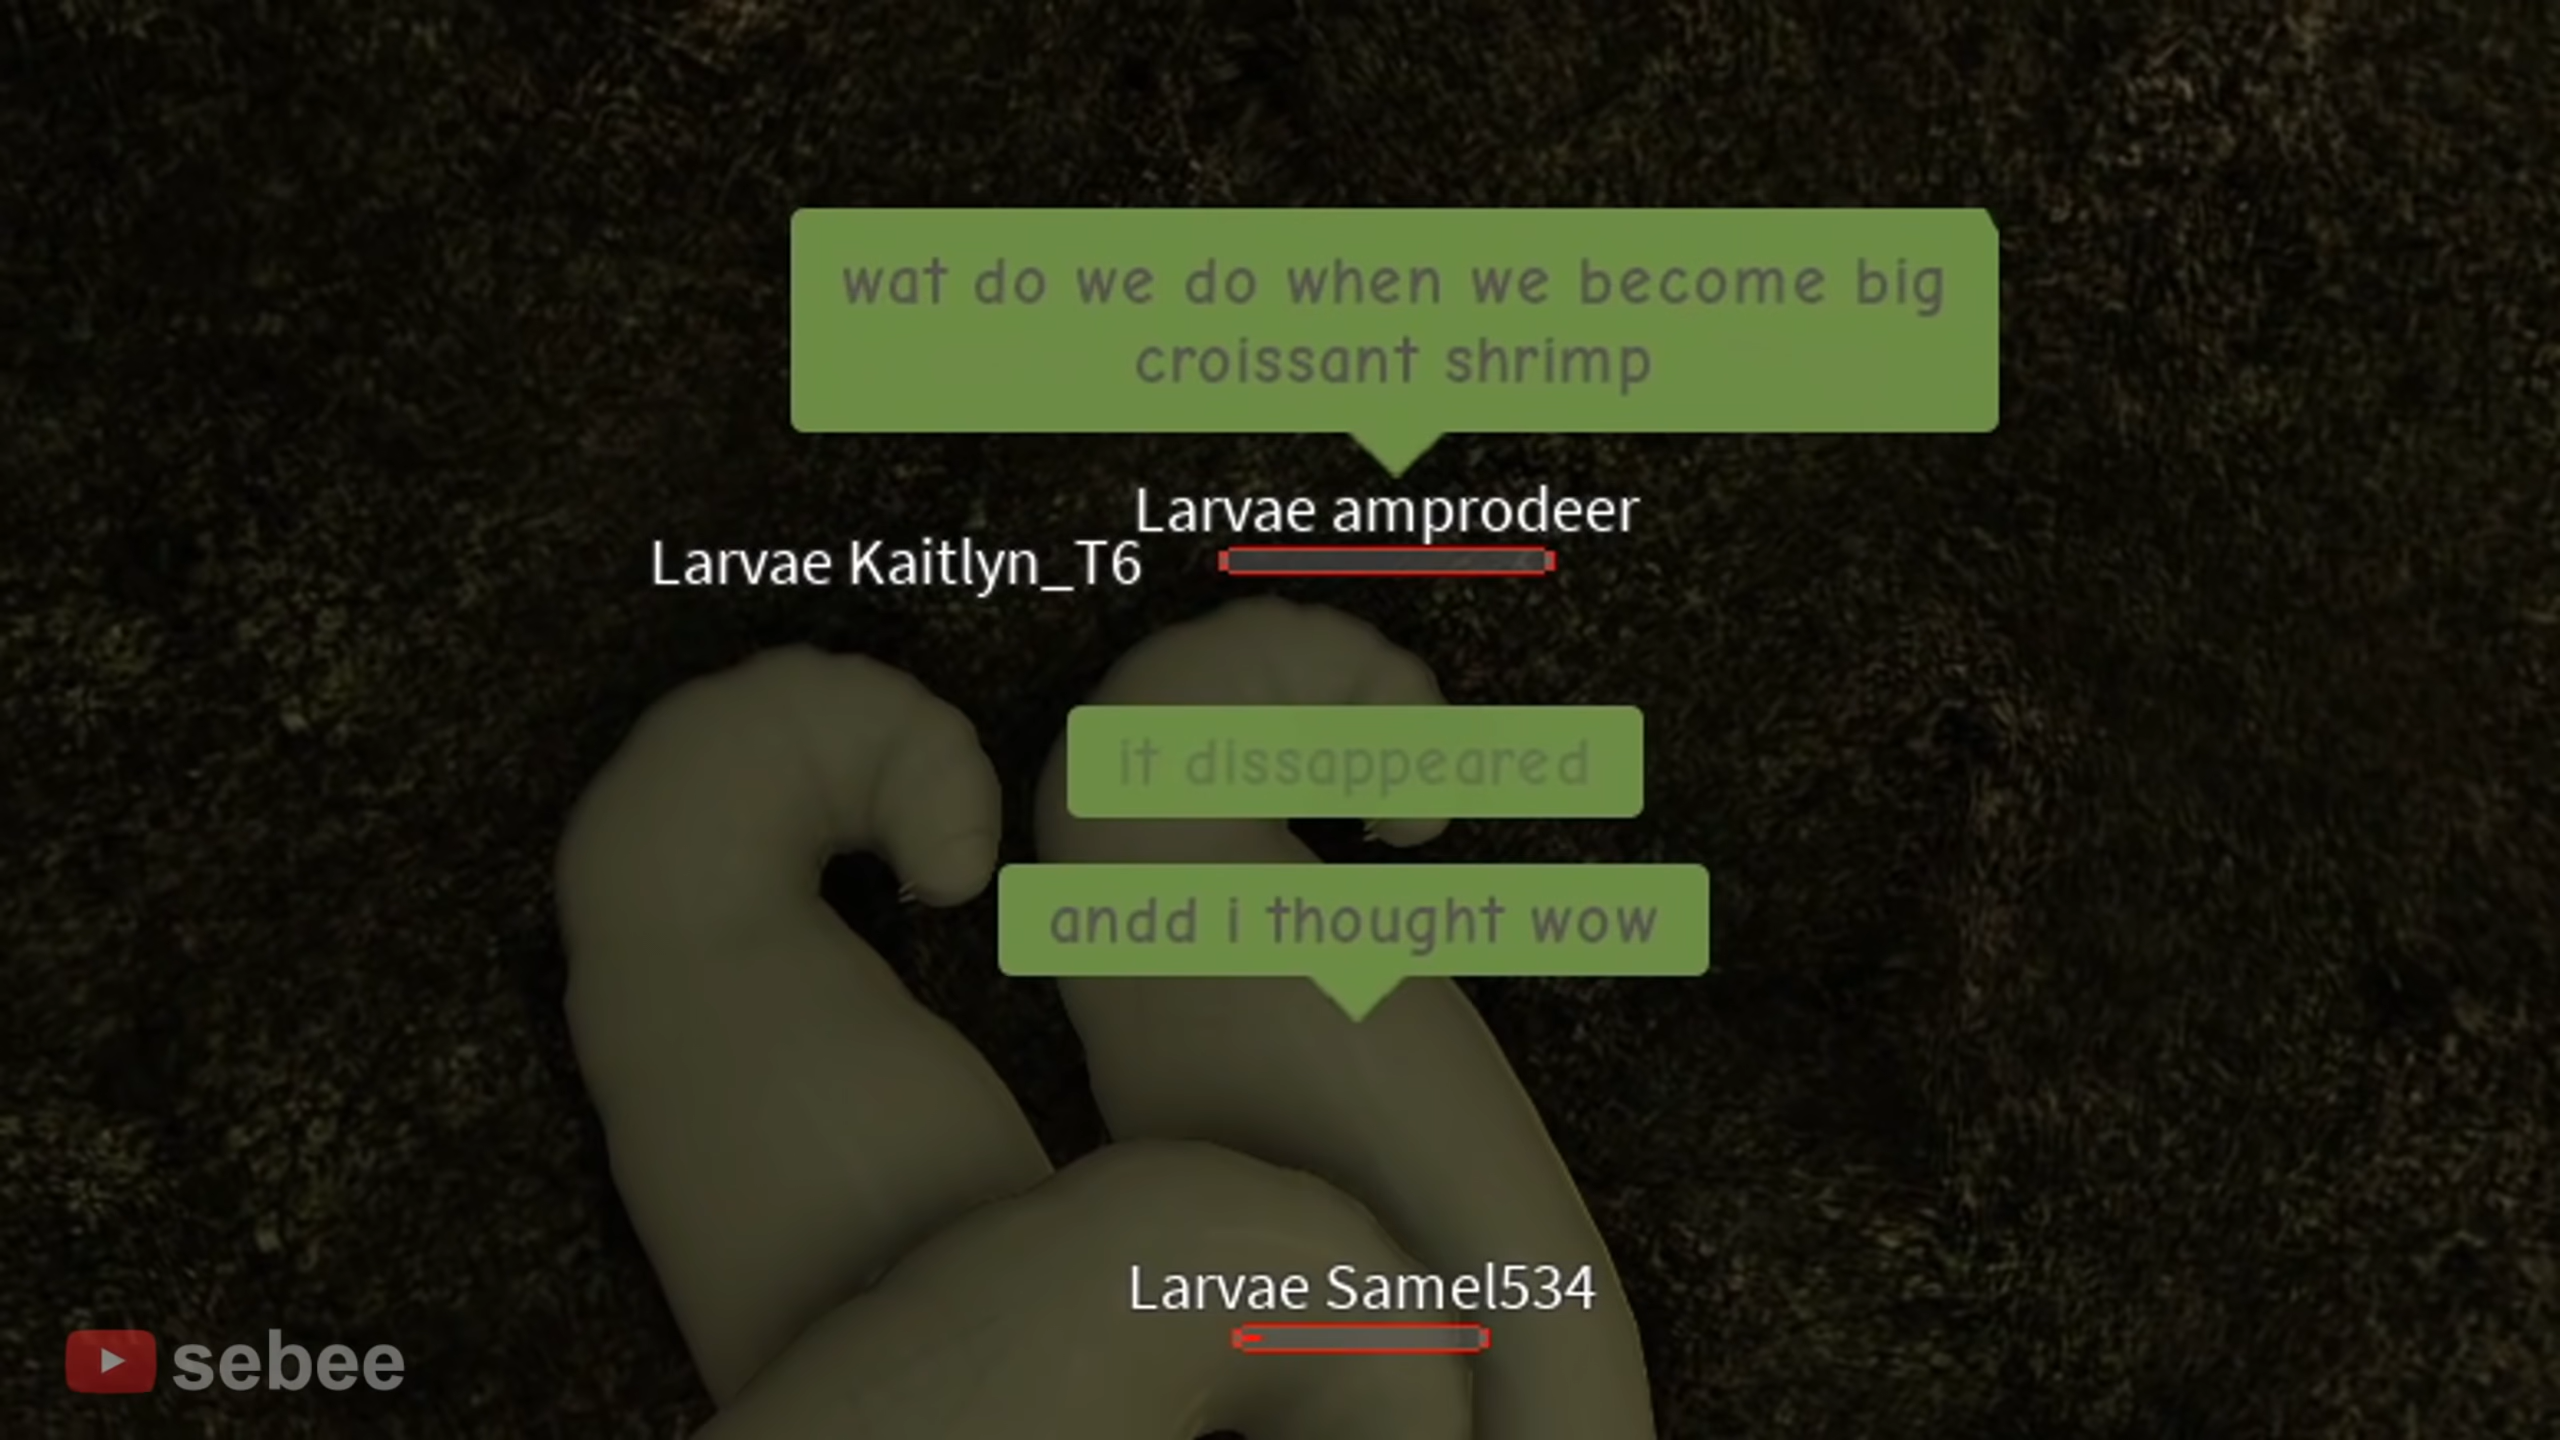 wat do we do when we become big
croissant shrimp
Larvae amprodeer
Larvae Kaitlyn_T6
it dissappeared
andd i thought wow
Larvae Samel534
sebee